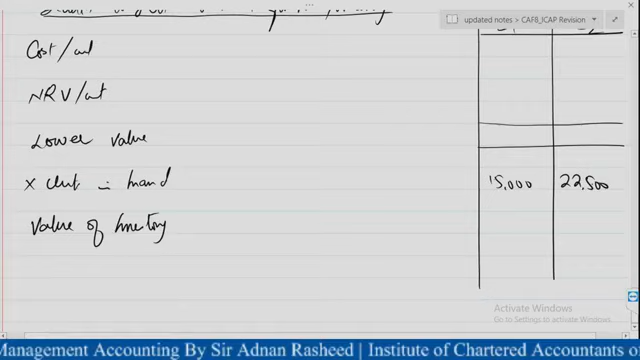 updated notes > CAF8_ICAP Revision
Cost/unit
NRV/unit
Lower value
x Unit in hand 15,000 22,500
Value of Inventory
Activate Windows
Go to Settings to activate Windows.
Management Accounting By Sir Adnan Rasheed | Institute of Chartered Accountants o